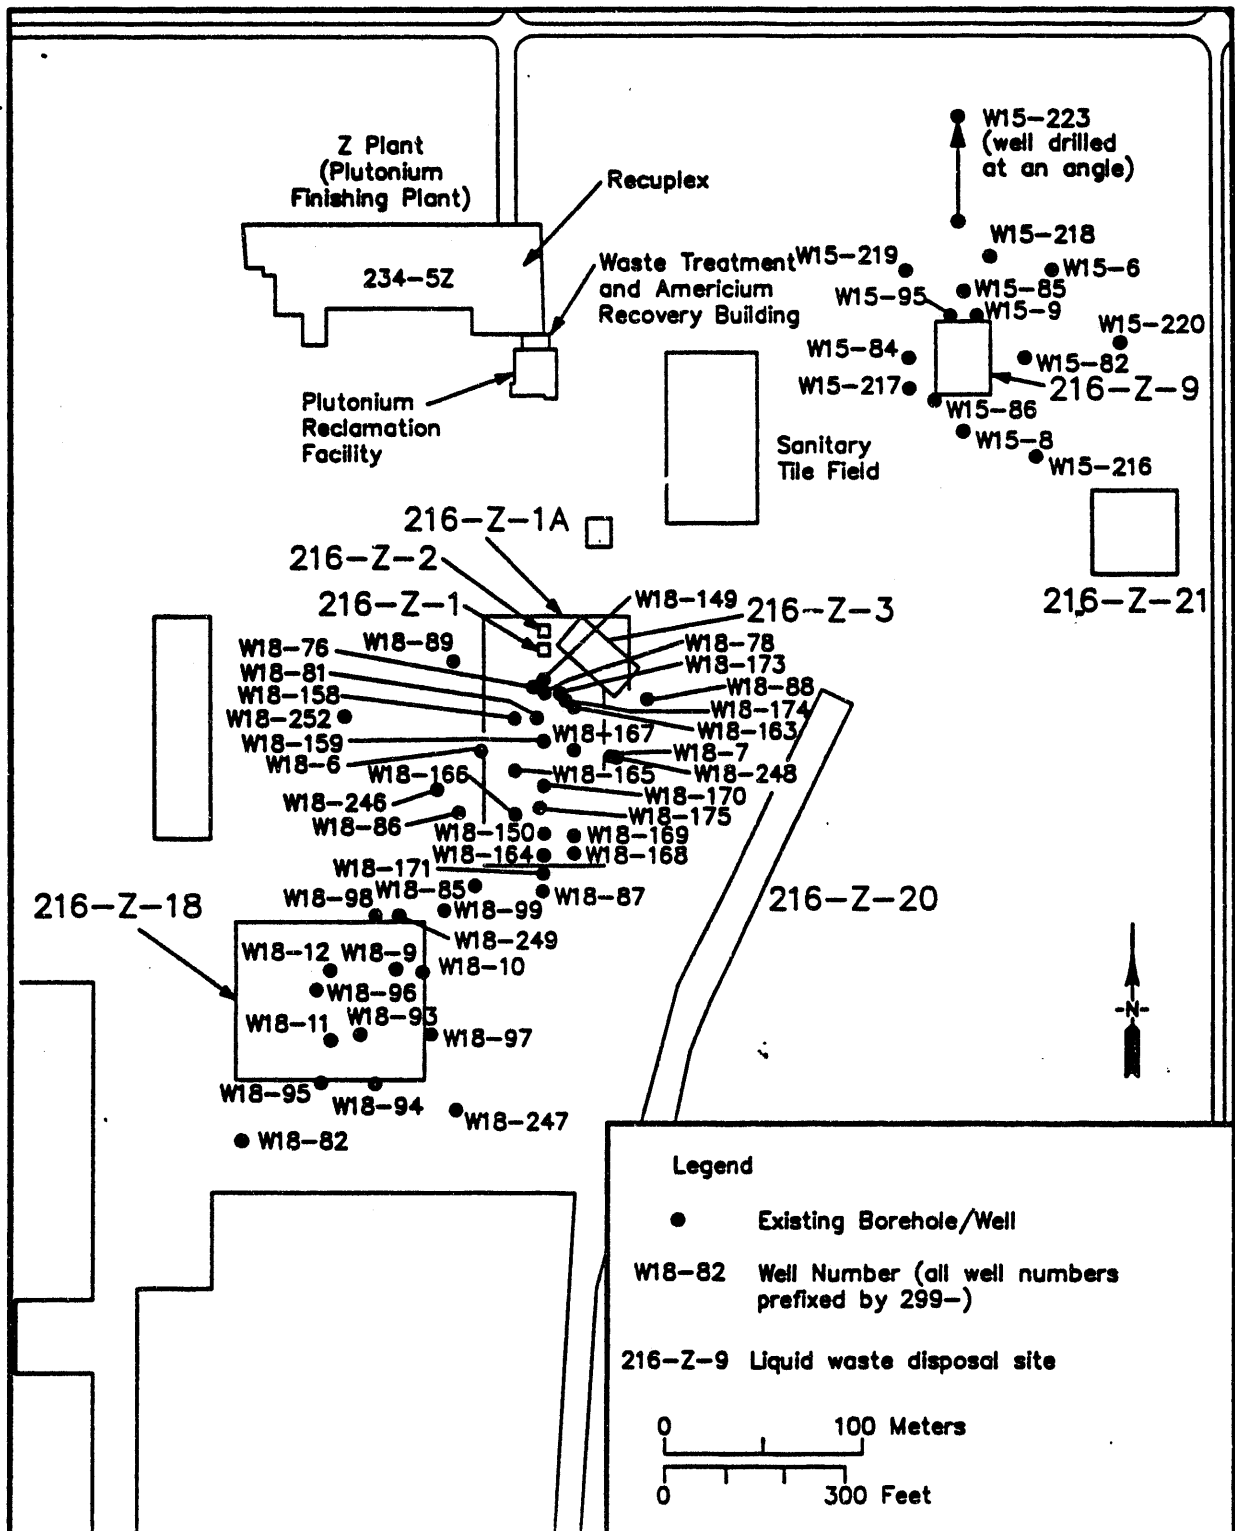 Z Plant
(Plutonium
Finishing Plant)
Recuplex
234-5Z
Waste Treatment
and Americium
Recovery Building
Plutonium
Reclamation
Facility
W15-223
(well drilled
at an angle)
W15-218
W15-219
W15-6
W15-85
W15-95
W15-9
W15-220
W15-84
W15-82
W15-217
216-Z-9
W15-86
W15-8
W15-216
Sanitary
Tile Field
216-Z-21
216-Z-1A
216-Z-2
216-Z-1
W18-149
216-Z-3
W18-89
W18-76
W18-78
W18-81
W18-173
W18-158
W18-88
W18-252
W18-174
W18-159
W18-167
W18-163
W18-6
W18-7
W18-166
W18-165
W18-248
W18-246
W18-170
W18-86
W18-175
W18-150
W18-169
W18-164
W18-168
W18-171
W18-85
W18-87
216-Z-18
W18-98
W18-99
216-Z-20
W18-249
W18-12
W18-9
W18-10
W18-96
W18-93
W18-11
W18-97
W18-95
W18-94
W18-247
W18-82
N
Legend
Existing Borehole/Well
W18-82 Well Number (all well numbers
prefixed by 299-)
216-Z-9 Liquid waste disposal site
0 100 Meters
0 300 Feet